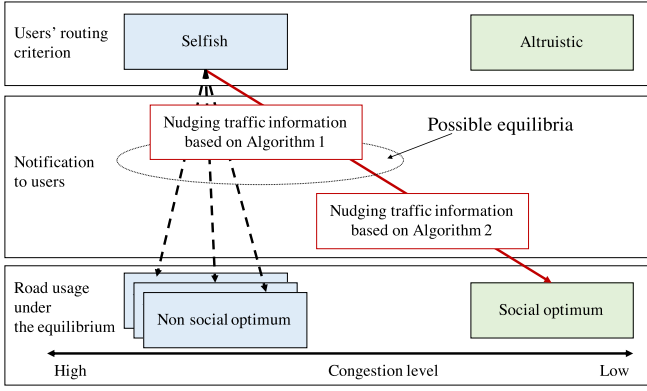 Users' routing
criterion
Selfish
Altruistic
Notification
to users
Nudging traffic information
based on Algorithm 1
Possible equilibria
Nudging traffic information
based on Algorithm 2
Road usage
under
the equilibrium
Non social optimum
Social optimum
High
Congestion level
Low